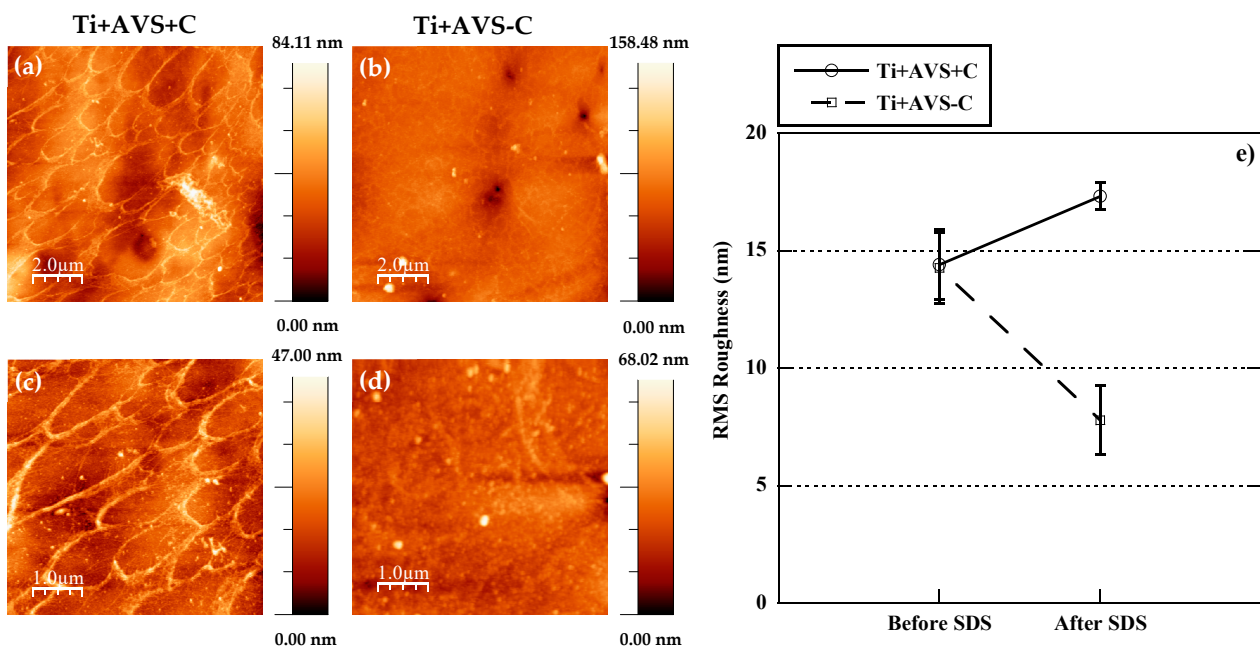 Ti+AVS+C
Ti+AVS-C
84.11 nm
158.48 nm
(a)
(b)
2.0μm
2.0μm
0.00 nm
0.00 nm
47.00 nm
68.02 nm
(c)
(d)
1.0μm
1.0μm
0.00 nm
0.00 nm
Ti+AVS+C
Ti+AVS-C
e)
RMS Roughness (nm)
20
15
10
5
0
Before SDS
After SDS